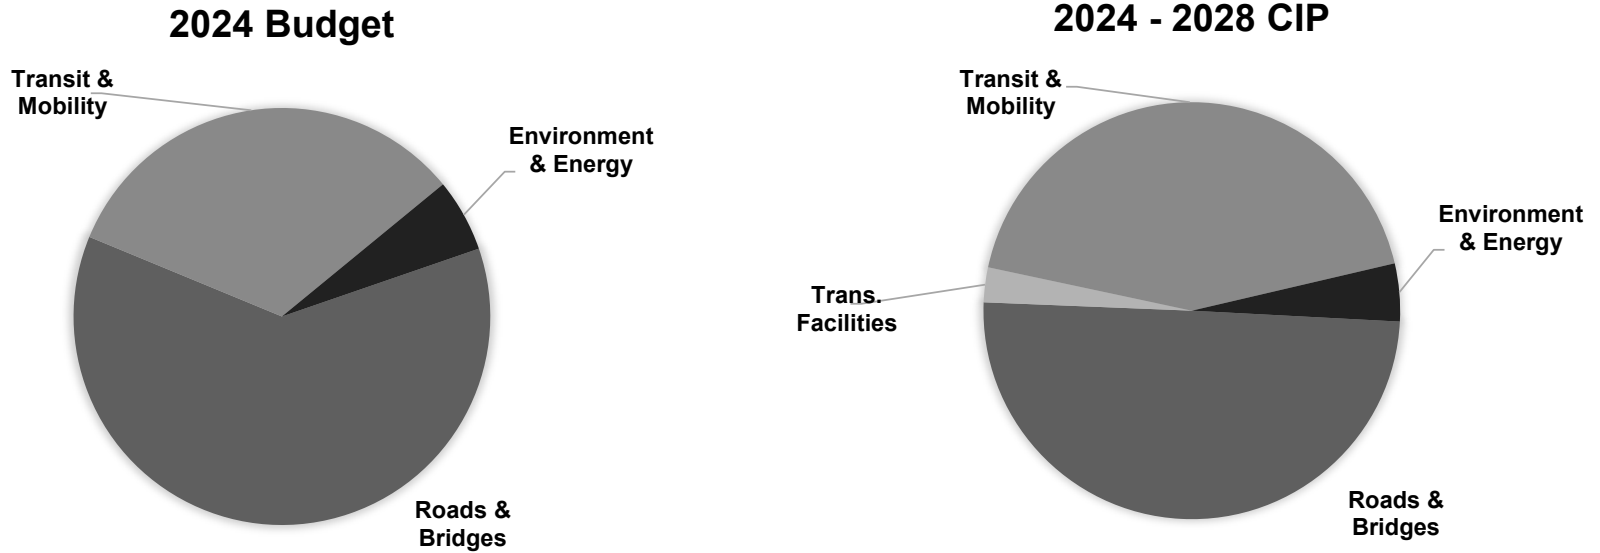 2024 Budget
Transit &
Mobility
Environment
& Energy
Roads &
Bridges
2024 - 2028 CIP
Transit &
Mobility
Environment
& Energy
Trans.
Facilities
Roads &
Bridges